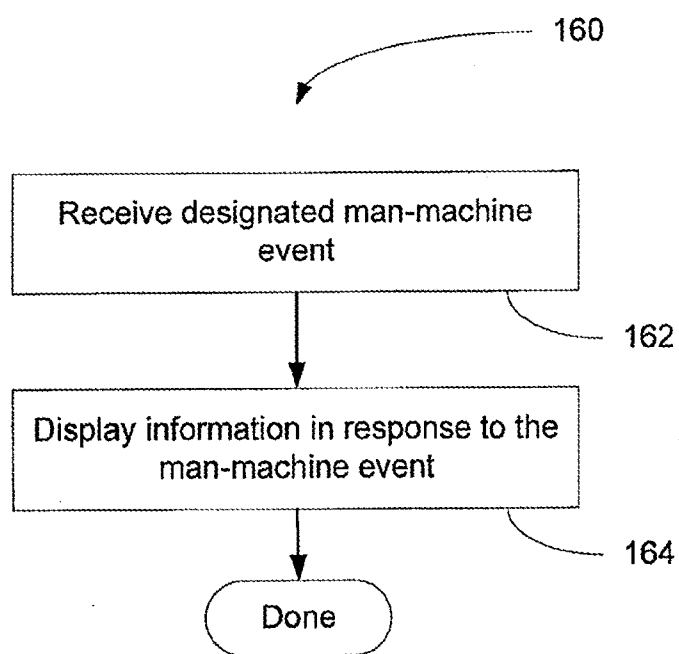 160
Receive designated man-machine
event
162
Display information in response to the
man-machine event
164
Done